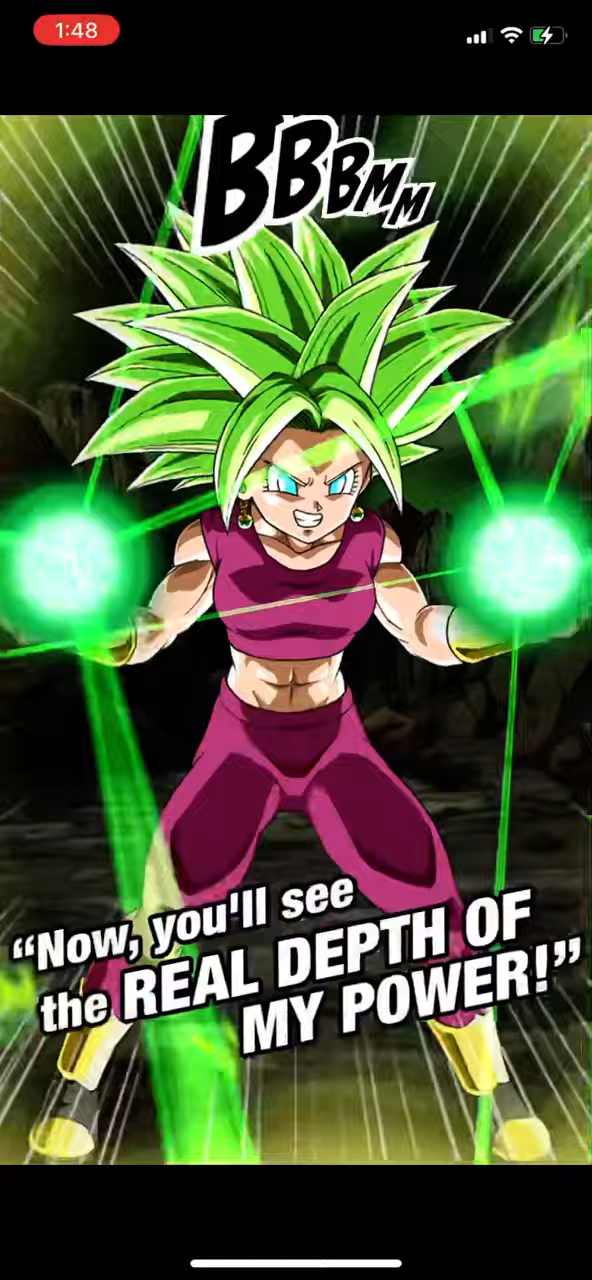 1:48
BBBMM
“Now, you'll see
the REAL DEPTH OF
MY POWER!”